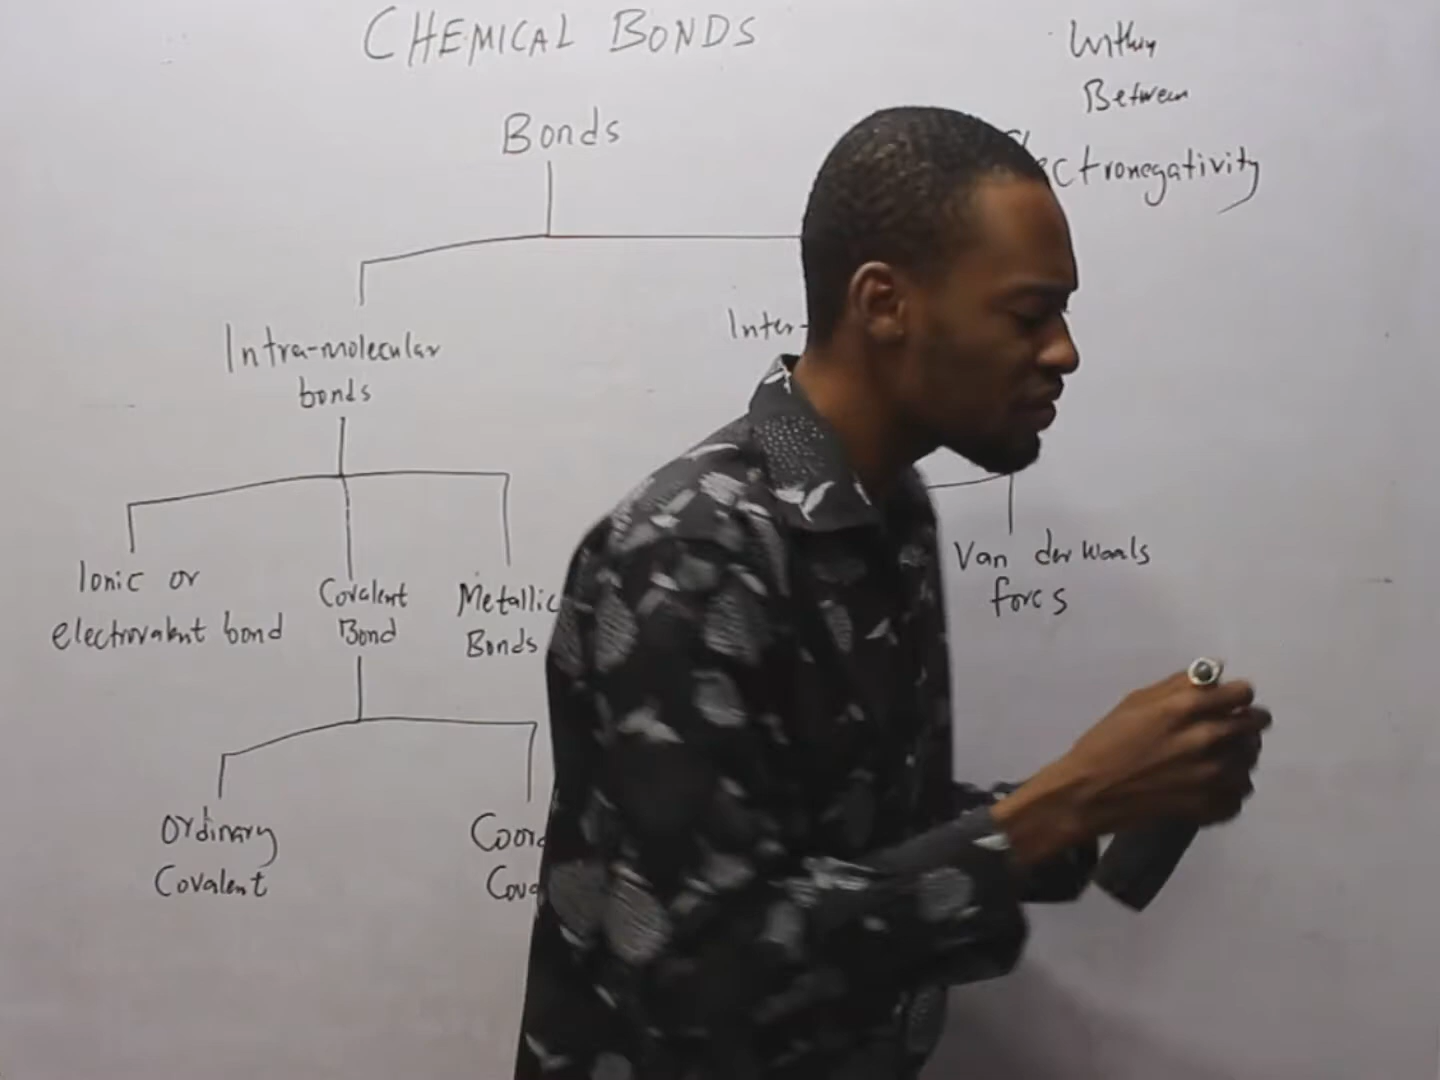 CHEMICAL BONDS
Within
Between
Electronegativity
Bonds
Intra-molecular
bonds
Inter-
Ionic or
electrovalent bond
Covalent
Bond
Metallic
Bonds
Van der Waals
forces
Ordinary
Covalent
Coord
Cova